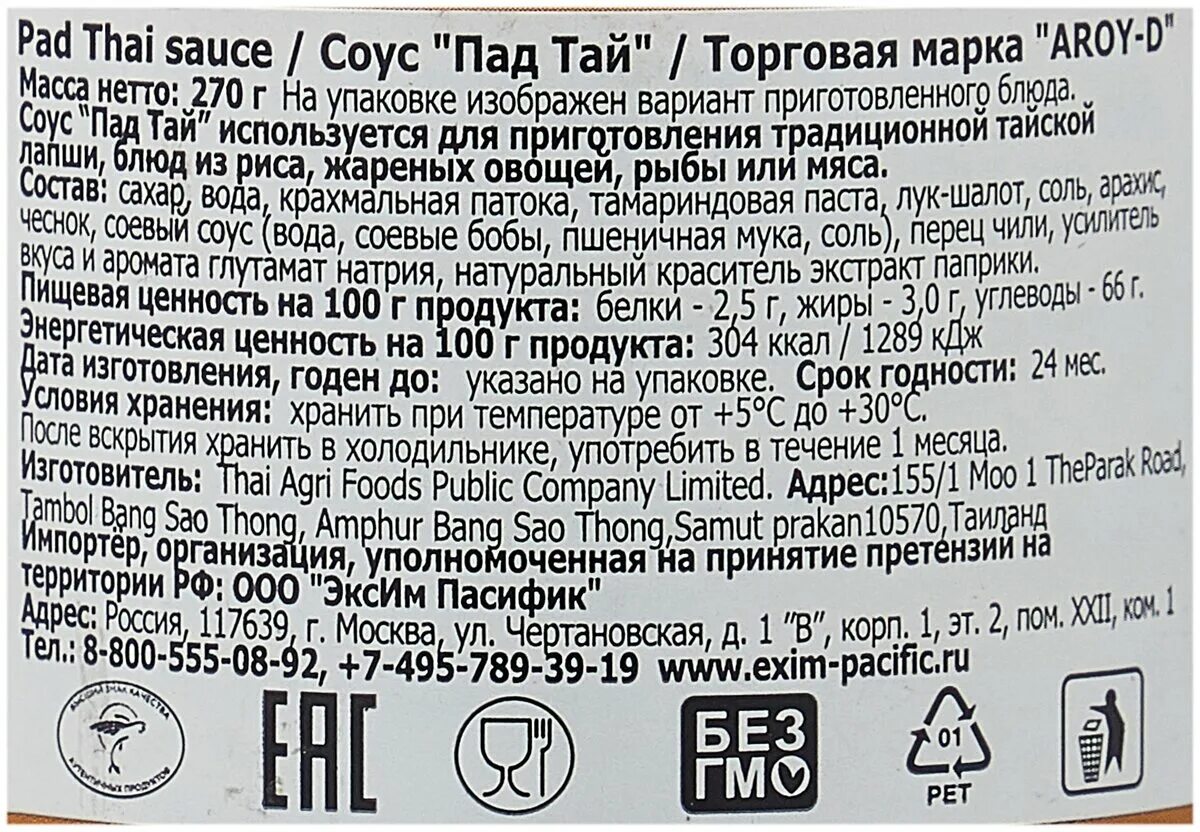 Pad Thai sauce / Соус "Пад Тай" / Торговая марка "AROY-D"
Масса нетто: 270 г На упаковке изображен вариант приготовленного блюда.
Соус "Пад Тай" используется для приготовления традиционной тайской
лапши, блюд из риса, жареных овощей, рыбы или мяса.
Состав: сахар, вода, крахмальная патока, тамариндовая паста, лук-шалот, соль, арахис,
чеснок, соевый соус (вода, соевые бобы, пшеничная мука, соль), перец чили, усилитель
вкуса и аромата глутамат натрия, натуральный краситель экстракт паприки.
Пищевая ценность на 100 г продукта: белки - 2,5 г, жиры - 3,0 г, углеводы - 66 г.
Энергетическая ценность на 100 г продукта: 304 ккал / 1289 кДж
Дата изготовления, годен до: указано на упаковке. Срок годности: 24 мес.
Условия хранения: хранить при температуре от +5°С до +30°С.
После вскрытия хранить в холодильнике, употребить в течение 1 месяца.
Изготовитель: Thai Agri Foods Public Company Limited. Адрес:155/1 Moo 1 TheParak Road,
Tambol Bang Sao Thong, Amphur Bang Sao Thong,Samut prakan10570,Таиланд
Импортёр, организация, уполномоченная на принятие претензий на
территории РФ: ООО "ЭксИм Пасифик"
Адрес: Россия, 117639, г. Москва, ул. Чертановская, д. 1 "В", корп. 1, эт. 2, пом. XXII, ком. 1
Тел.: 8-800-555-08-92, +7-495-789-39-19 www.exim-pacific.ru
ВЫСШИЙ ЗНАК КАЧЕСТВА
АУТЕНТИЧНЫХ ПРОДУКТОВ
ЕАС
БЕЗ
ГМО
01
PET